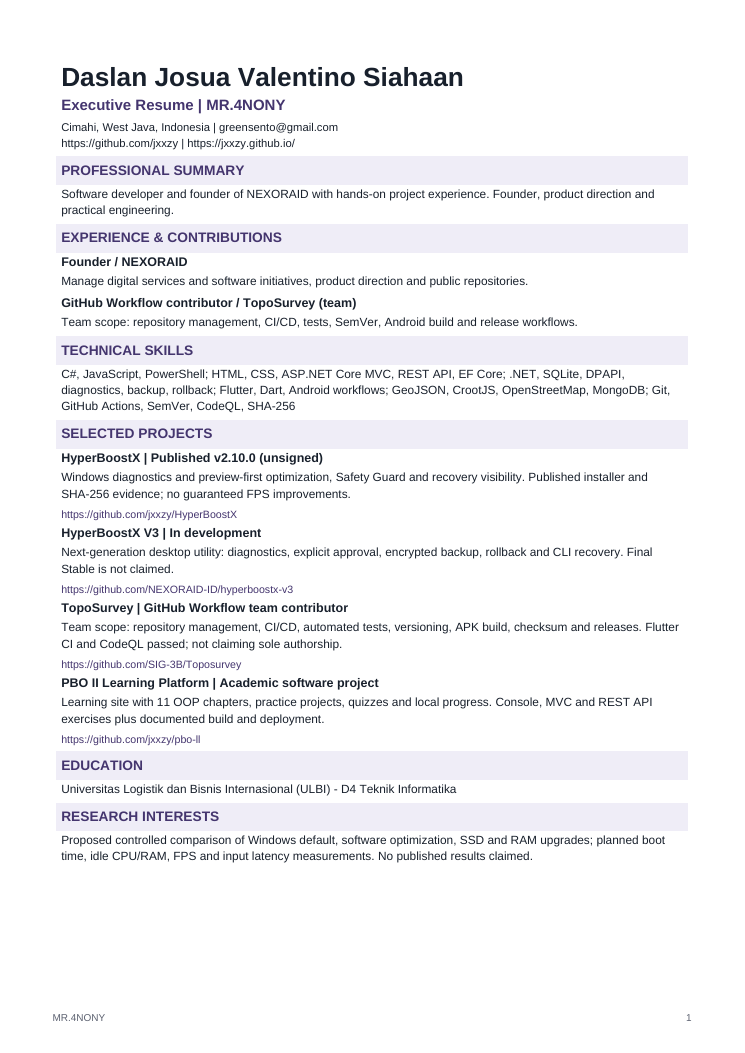 Daslan Josua Valentino Siahaan
Executive Resume | MR.4NONY
Cimahi, West Java, Indonesia | greensento@gmail.com
https://github.com/jxxzy | https://jxxzy.github.io/
PROFESSIONAL SUMMARY
Software developer and founder of NEXORAID with hands-on project experience. Founder, product direction and
practical engineering.
EXPERIENCE & CONTRIBUTIONS
Founder / NEXORAID
Manage digital services and software initiatives, product direction and public repositories.
GitHub Workflow contributor / TopoSurvey (team)
Team scope: repository management, CI/CD, tests, SemVer, Android build and release workflows.
TECHNICAL SKILLS
C#, JavaScript, PowerShell; HTML, CSS, ASP.NET Core MVC, REST API, EF Core; .NET, SQLite, DPAPI,
diagnostics, backup, rollback; Flutter, Dart, Android workflows; GeoJSON, CrootJS, OpenStreetMap, MongoDB; Git,
GitHub Actions, SemVer, CodeQL, SHA-256
SELECTED PROJECTS
HyperBoostX | Published v2.10.0 (unsigned)
Windows diagnostics and preview-first optimization, Safety Guard and recovery visibility. Published installer and
SHA-256 evidence; no guaranteed FPS improvements.
https://github.com/jxxzy/HyperBoostX
HyperBoostX V3 | In development
Next-generation desktop utility: diagnostics, explicit approval, encrypted backup, rollback and CLI recovery. Final
Stable is not claimed.
https://github.com/NEXORAID-ID/hyperboostx-v3
TopoSurvey | GitHub Workflow team contributor
Team scope: repository management, CI/CD, automated tests, versioning, APK build, checksum and releases. Flutter
CI and CodeQL passed; not claiming sole authorship.
https://github.com/SIG-3B/Toposurvey
PBO II Learning Platform | Academic software project
Learning site with 11 OOP chapters, practice projects, quizzes and local progress. Console, MVC and REST API
exercises plus documented build and deployment.
https://github.com/jxxzy/pbo-ll
EDUCATION
Universitas Logistik dan Bisnis Internasional (ULBI) - D4 Teknik Informatika
RESEARCH INTERESTS
Proposed controlled comparison of Windows default, software optimization, SSD and RAM upgrades; planned boot
time, idle CPU/RAM, FPS and input latency measurements. No published results claimed.
MR.4NONY
1